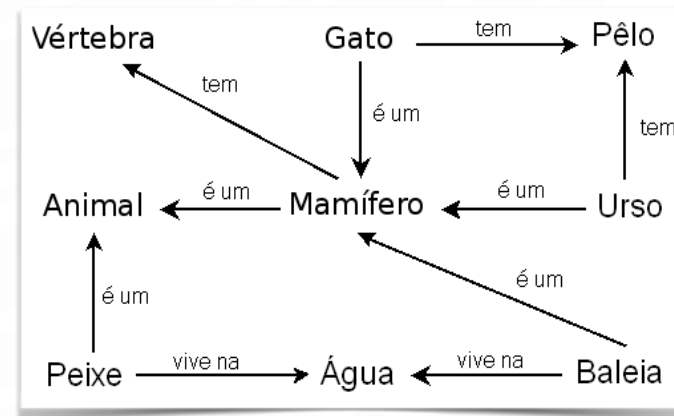 Vértebra Gato tem Pêlo
tem
é um
tem
Animal é um Mamífero é um Urso
é um
é um
Peixe vive na Água vive na Baleia